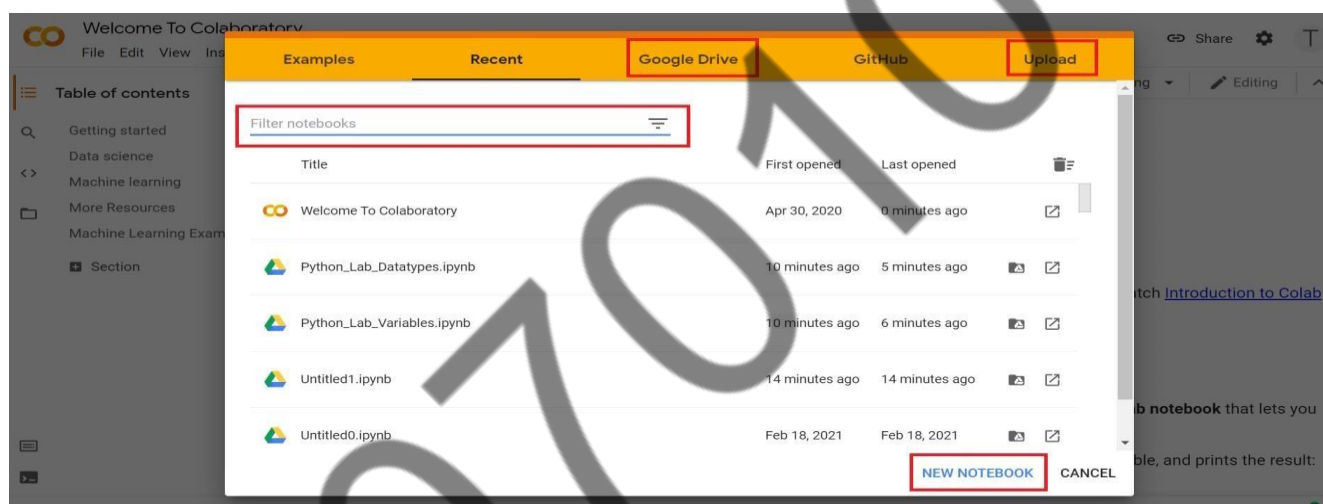 Welcome To Colaboratory
File Edit View Ins
Share
T
Examples Recent Google Drive GitHub Upload
ng Editing
Table of contents
Filter notebooks
Getting started
Data science
Title First opened Last opened
Machine learning
More Resources
Welcome To Colaboratory Apr 30, 2020 0 minutes ago
Machine Learning Exam
Section
Python_Lab_Datatypes.ipynb 10 minutes ago 5 minutes ago
tch Introduction to Colab
Python_Lab_Variables.ipynb 10 minutes ago 6 minutes ago
Untitled1.ipynb 14 minutes ago 14 minutes ago
b notebook that lets you
Untitled0.ipynb Feb 18, 2021 Feb 18, 2021
ble, and prints the result:
NEW NOTEBOOK CANCEL